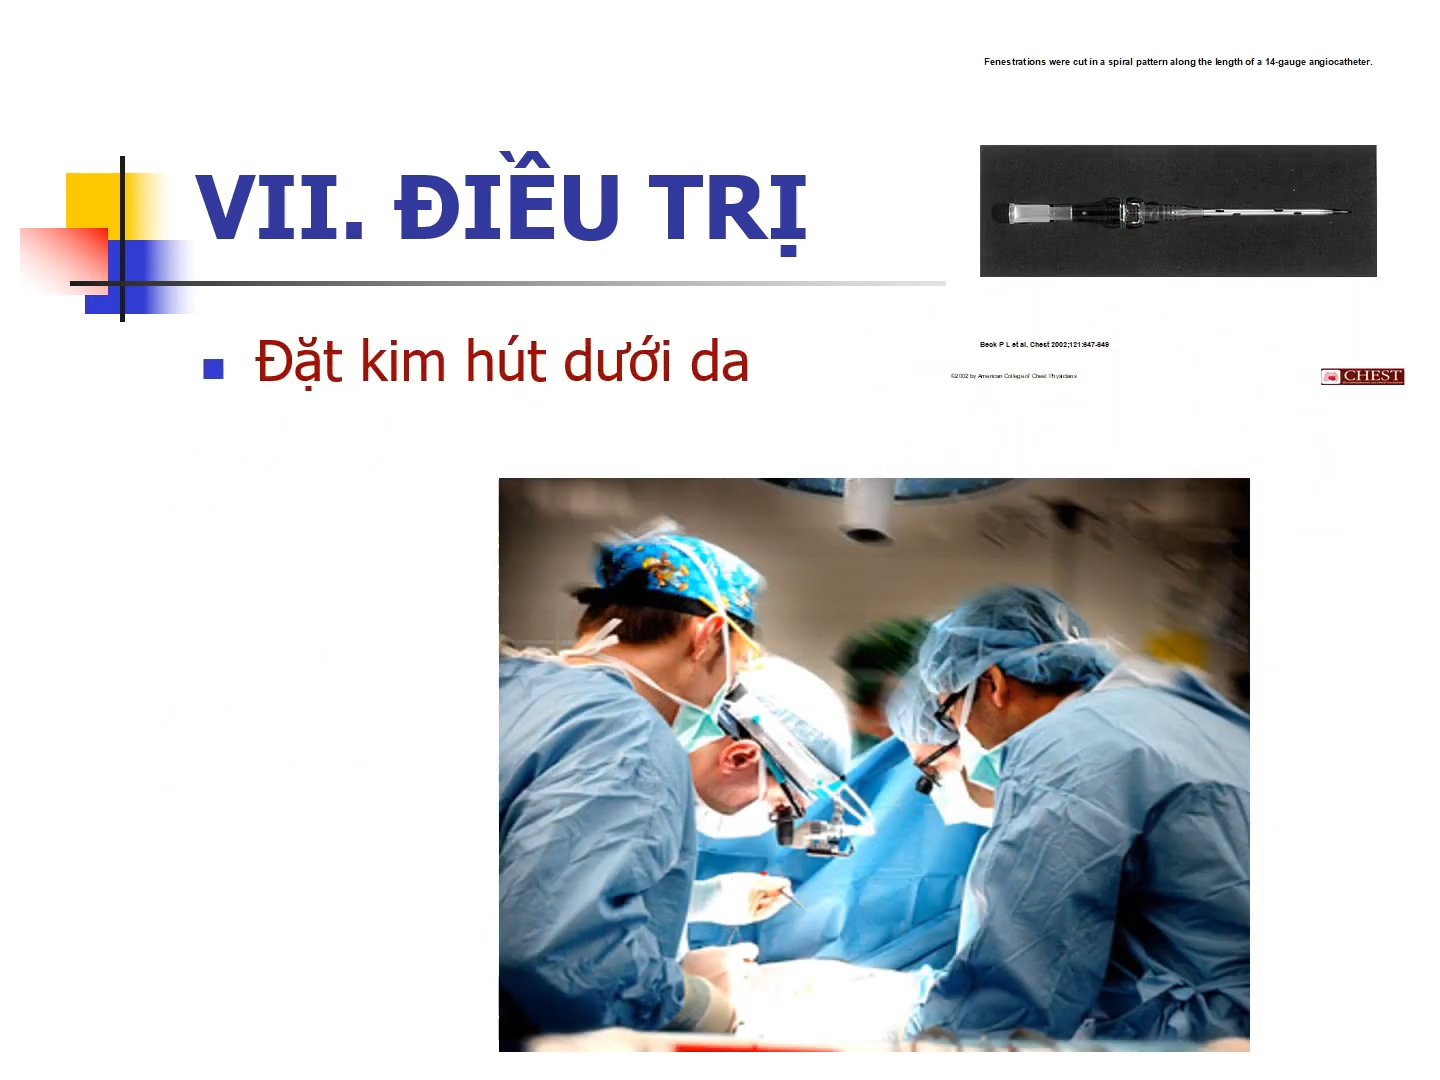 Fenestrations were cut in a spiral pattern along the length of a 14-gauge angiocatheter.
VII. ĐIỀU TRỊ
Đặt kim hút dưới da
Beck P L et al. Chest 2002;121:647-649
©2002 by American College of Chest Physicians
CHEST